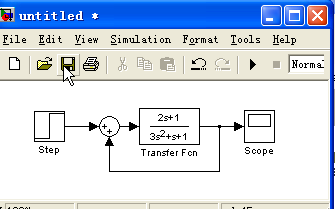 untitled *
File Edit View Simulation Format Tools Help
Norma
2s+1
3s²+s+1
Step
Transfer Fcn
Scope